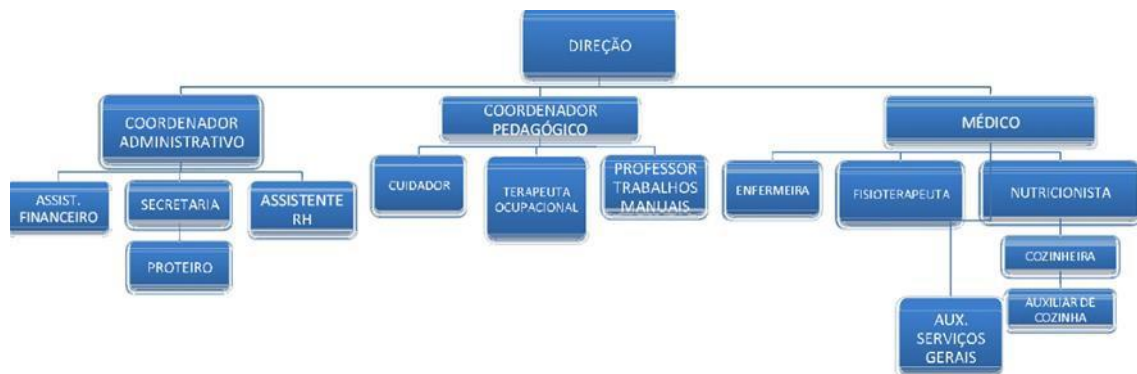 DIREÇÃO
COORDENADOR
ADMINISTRATIVO
COORDENADOR
PEDAGÓGICO
MÉDICO
ASSIST.
FINANCEIRO
SECRETARIA
ASSISTENTE
RH
CUIDADOR
TERAPEUTA
OCUPACIONAL
PROFESSOR
TRABALHOS
MANUAIS
ENFERMEIRA
FISIOTERAPEUTA
NUTRICIONISTA
PROTEIRO
COZINHEIRA
AUXILIAR DE
COZINHA
AUX.
SERVIÇOS
GERAIS